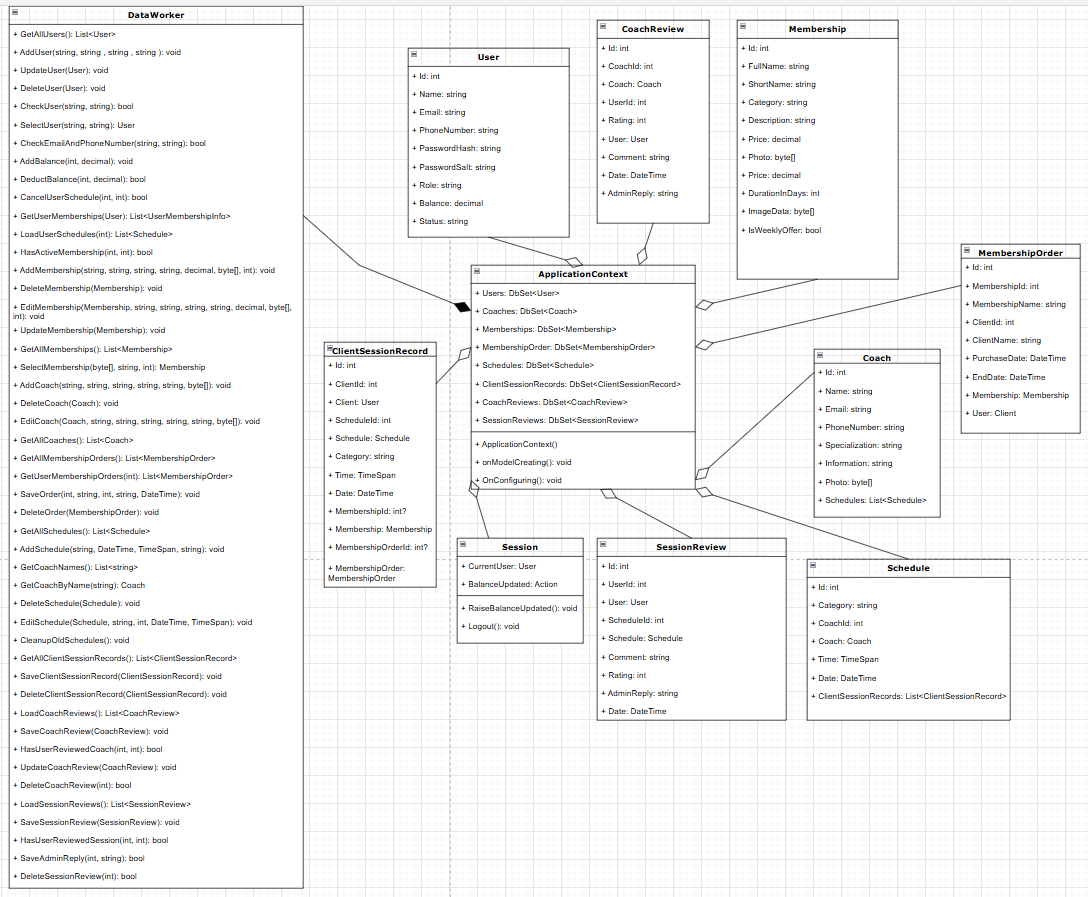 DataWorker
+ GetAllUsers(): List<User>
+ AddUser(string, string , string , string ): void
+ UpdateUser(User): void
+ DeleteUser(User): void
+ CheckUser(string, string): bool
+ SelectUser(string, string): User
+ CheckEmailAndPhoneNumber(string, string): bool
+ AddBalance(int, decimal): void
+ DeductBalance(int, decimal): bool
+ CancelUserSchedule(int, int): bool
+ GetUserMemberships(User): List<UserMembershipInfo>
+ LoadUserSchedules(int): List<Schedule>
+ HasActiveMembership(int, int): bool
+ AddMembership(string, string, string, string, decimal, byte[], int): void
+ DeleteMembership(Membership): void
+ EditMembership(Membership, string, string, string, string, decimal, byte[],
int): void
+ UpdateMembership(Membership): void
+ GetAllMemberships(): List<Membership>
+ SelectMembership(byte[], string, int): Membership
+ AddCoach(string, string, string, string, byte[]): void
+ DeleteCoach(Coach): void
+ EditCoach(Coach, string, string, string, string, string, byte[]): void
+ GetAllCoaches(): List<Coach>
+ GetAllMembershipOrders(): List<MembershipOrder>
+ GetUserMembershipOrders(int): List<MembershipOrder>
+ SaveOrder(int, string, int, string, DateTime): void
+ DeleteOrder(MembershipOrder): void
+ GetAllSchedules(): List<Schedule>
+ AddSchedule(string, DateTime, TimeSpan, string): void
+ GetCoachNames(): List<string>
+ GetCoachByName(string): Coach
+ DeleteSchedule(Schedule): void
+ EditSchedule(Schedule, string, int, DateTime, TimeSpan): void
+ CleanupOldSchedules(): void
+ GetAllClientSessionRecords(): List<ClientSessionRecord>
+ SaveClientSessionRecord(ClientSessionRecord): void
+ DeleteClientSessionRecord(ClientSessionRecord): void
+ LoadCoachReviews(): List<CoachReview>
+ SaveCoachReview(CoachReview): void
+ HasUserReviewedCoach(int, int): bool
+ UpdateCoachReview(CoachReview): void
+ DeleteCoachReview(int): bool
+ LoadSessionReviews(): List<SessionReview>
+ SaveSessionReview(SessionReview): void
+ HasUserReviewedSession(int, int): bool
+ SaveAdminReply(int, string): bool
+ DeleteSessionReview(int): bool
User
+ Id: int
+ Name: string
+ Email: string
+ PhoneNumber: string
+ PasswordHash: string
+ PasswordSalt: string
+ Role: string
+ Balance: decimal
+ Status: string
CoachReview
+ Id: int
+ CoachId: int
+ Coach: Coach
+ UserId: int
+ Rating: int
+ User: User
+ Comment: string
+ Date: DateTime
+ AdminReply: string
Membership
+ Id: int
+ FullName: string
+ ShortName: string
+ Category: string
+ Description: string
+ Price: decimal
+ Photo: byte[]
+ Price: decimal
+ DurationInDays: int
+ ImageData: byte[]
+ IsWeeklyOffer: bool
MembershipOrder
+ Id: int
+ MembershipId: int
+ MembershipName: string
+ ClientId: int
+ ClientName: string
+ PurchaseDate: DateTime
+ EndDate: DateTime
+ Membership: Membership
+ User: Client
ApplicationContext
+ Users: DbSet<User>
+ Coaches: DbSet<Coach>
+ Memberships: DbSet<Membership>
+ MembershipOrder: DbSet<MembershipOrder>
+ Schedules: DbSet<Schedule>
+ ClientSessionRecords: DbSet<ClientSessionRecord>
+ CoachReviews: DbSet<CoachReview>
+ SessionReviews: DbSet<SessionReview>
+ ApplicationContext()
+ onModelCreating(): void
+ OnConfiguring(): void
ClientSessionRecord
+ Id: int
+ ClientId: int
+ Client: User
+ ScheduleId: int
+ Schedule: Schedule
+ Category: string
+ Time: TimeSpan
+ Date: DateTime
+ MembershipId: int?
+ Membership: Membership
+ MembershipOrderId: int?
+ MembershipOrder:
MembershipOrder
Coach
+ Id: int
+ Name: string
+ Email: string
+ PhoneNumber: string
+ Specialization: string
+ Information: string
+ Photo: byte[]
+ Schedules: List<Schedule>
Session
+ CurrentUser: User
+ BalanceUpdated: Action
+ RaiseBalanceUpdated(): void
+ Logout(): void
SessionReview
+ Id: int
+ UserId: int
+ User: User
+ ScheduleId: int
+ Schedule: Schedule
+ Comment: string
+ Rating: int
+ AdminReply: string
+ Date: DateTime
Schedule
+ Id: int
+ Category: string
+ CoachId: int
+ Coach: Coach
+ Time: TimeSpan
+ Date: DateTime
+ ClientSessionRecords: List<ClientSessionRecord>